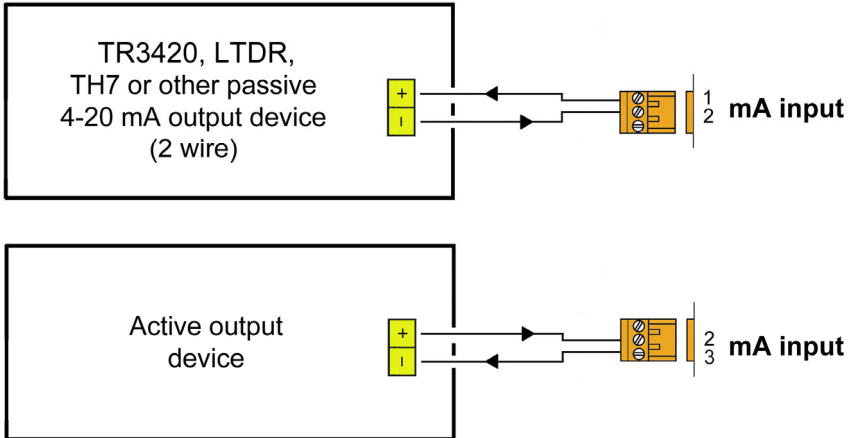 TR3420, LTDR,
TH7 or other passive
4-20 mA output device
(2 wire)
+
–
1
2
mA input
Active output
device
+
–
2
3
mA input